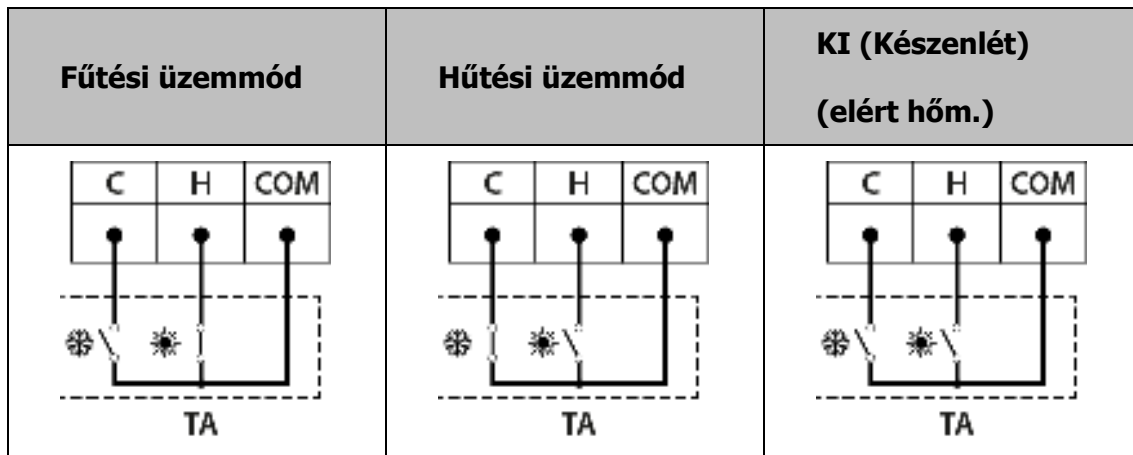 Fűtési üzemmód
Hűtési üzemmód
KI (Készenlét)
(elért hőm.)
C H COM
TA
C H COM
TA
C H COM
TA